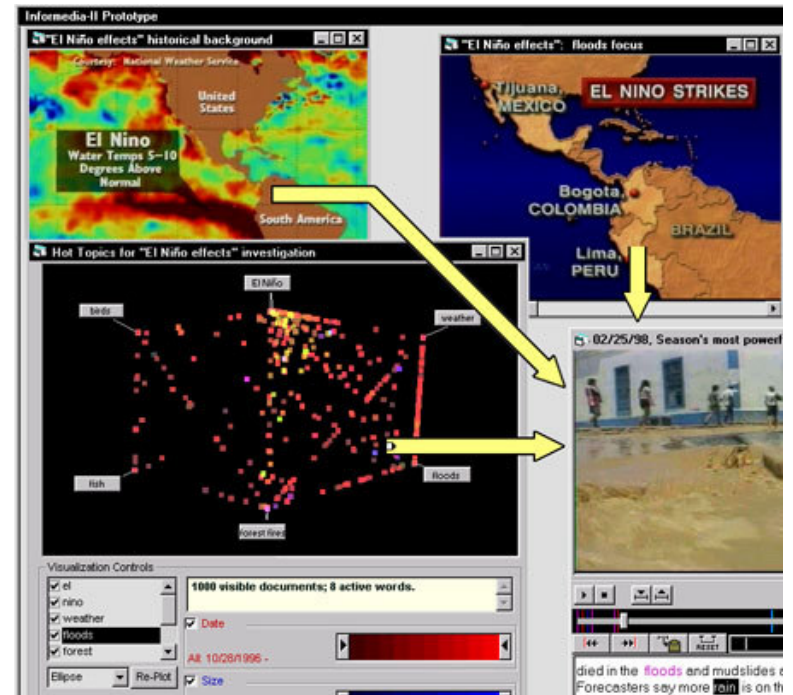 Informedia-II Prototype
"El Niño effects" historical background
Courtesy: National Weather Service
United
States
El Nino
Water Temps 5-10
Degrees Above
Normal
South America
"El Niño effects": floods focus
Tijuana,
MEXICO
EL NINO STRIKES
Bogota,
COLOMBIA
BRAZIL
Lima,
PERU
Hot Topics for "El Niño effects" investigation
El Niño
birds
weather
fish
floods
forest fires
02/25/98, Season's most powerf
Visualization Controls
el
nino
weather
floods
forest
1000 visible documents; 8 active words.
Date
All: 10/28/1996 -
Ellipse
Re-Plot
Size
RESET
died in the floods and mudslides a
Forecasters say more rain is on th